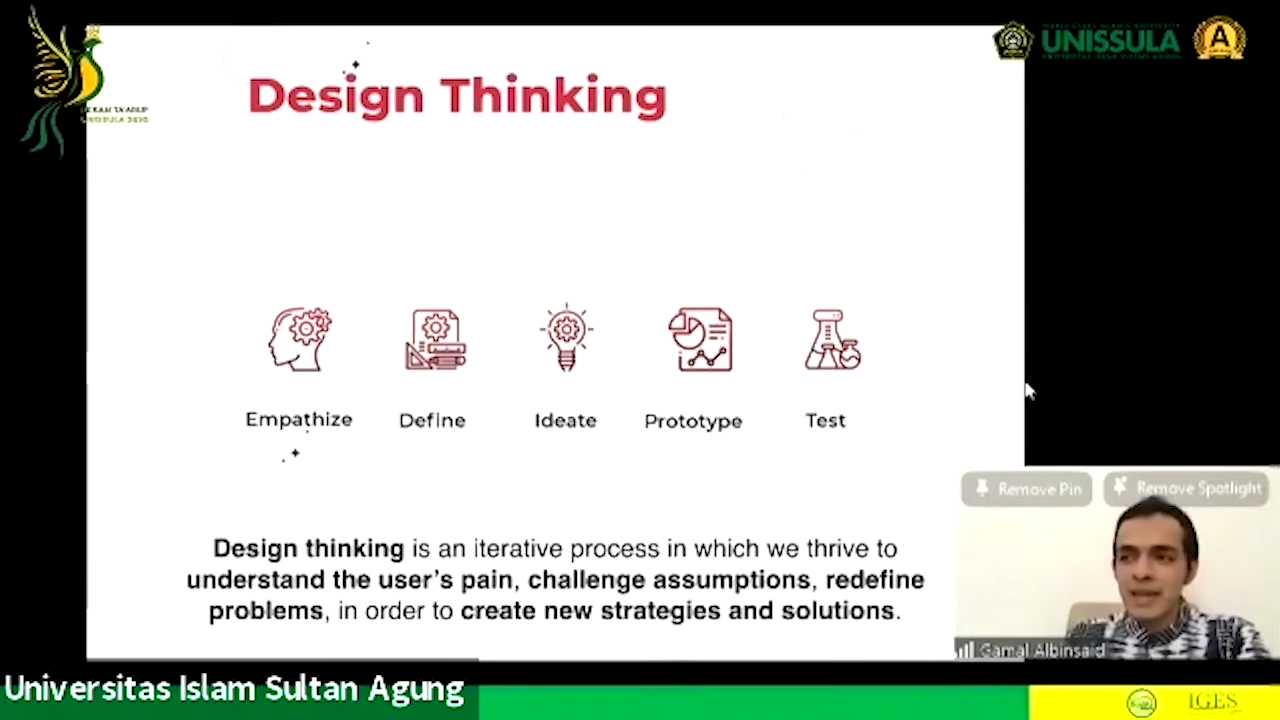 UNISSULA
A
Design Thinking
Empathize
Define
Ideate
Prototype
Test
Design thinking is an iterative process in which we thrive to
understand the user's pain, challenge assumptions, redefine
problems, in order to create new strategies and solutions.
Remove Pin
Remove Spotlight
Gamal Albinsaid
Universitas Islam Sultan Agung
IGES